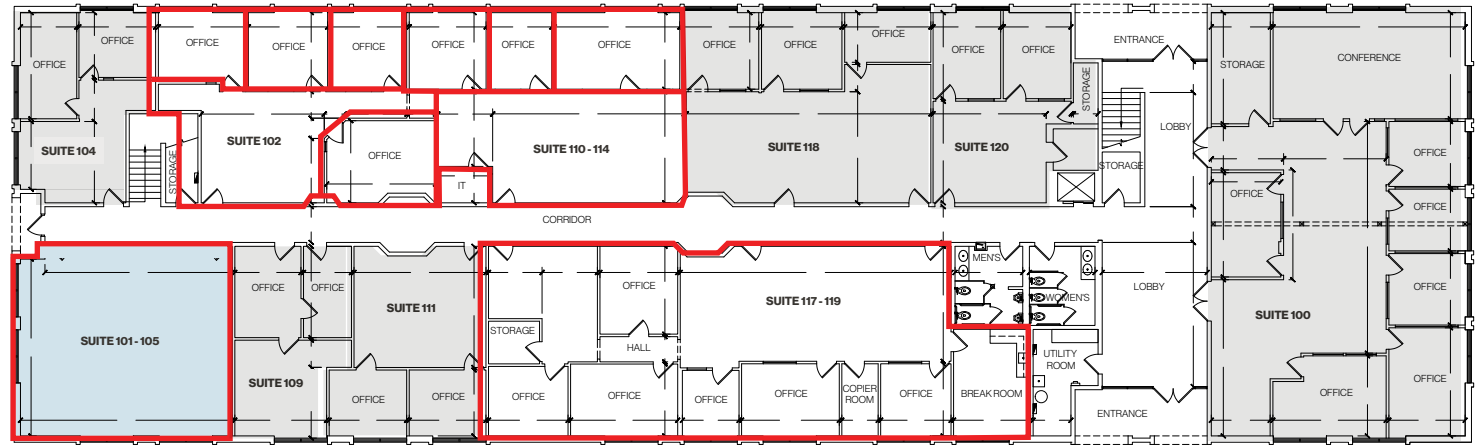 OFFICE
OFFICE
SUITE 104
STORAGE
OFFICE
OFFICE
OFFICE
OFFICE
OFFICE
OFFICE
SUITE 102
OFFICE
IT
SUITE 110 - 114
OFFICE
OFFICE
OFFICE
SUITE 118
OFFICE
OFFICE
SUITE 120
STORAGE
STORAGE
ENTRANCE
LOBBY
STORAGE
CONFERENCE
OFFICE
OFFICE
OFFICE
OFFICE
OFFICE
OFFICE
SUITE 100
CORRIDOR
SUITE 101 - 105
OFFICE
OFFICE
SUITE 109
SUITE 111
OFFICE
OFFICE
STORAGE
OFFICE
HALL
OFFICE
OFFICE
SUITE 117 - 119
OFFICE
OFFICE
COPIER
ROOM
OFFICE
BREAK ROOM
MEN'S
WOMEN'S
UTILITY
ROOM
LOBBY
ENTRANCE